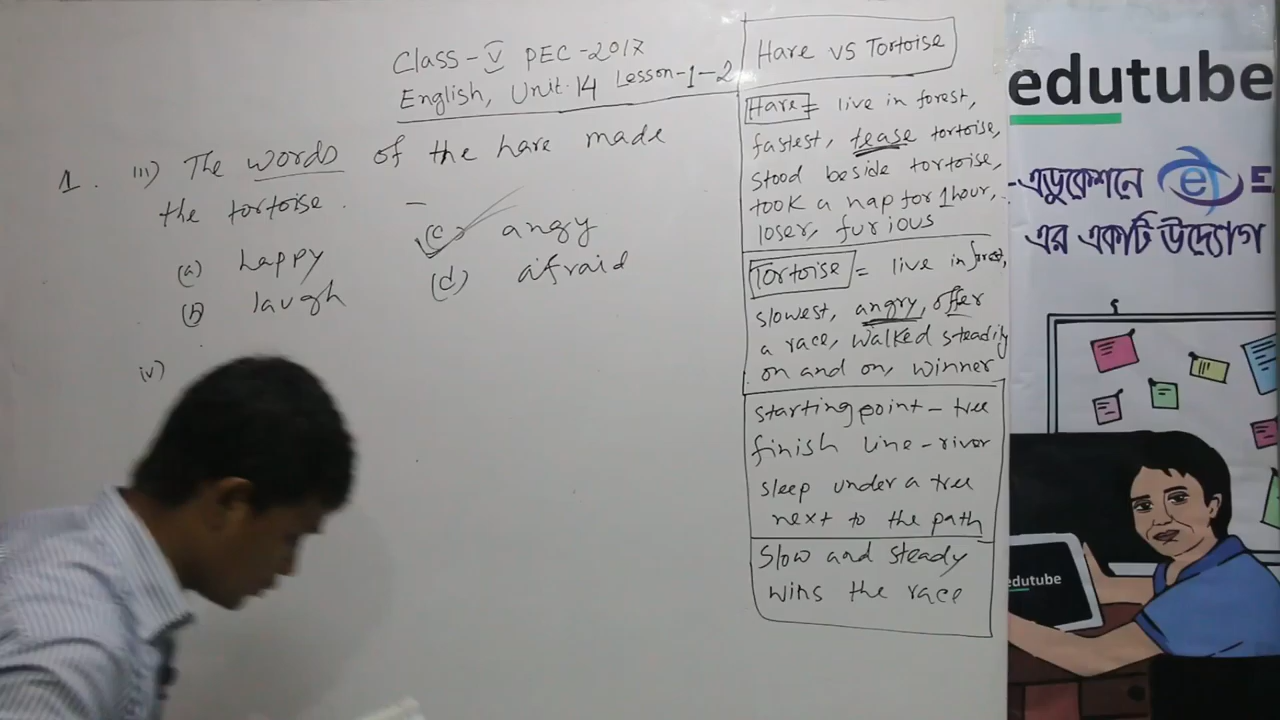 Class-V PEC-2017
English, Unit.14 Lesson-1-2
1. iii) The words of the hare made
the tortoise.
(a) happy
(b) laugh
(c) angy
(d) afraid
iv)
Hare vs Tortoise
Hare = live in forest,
fastest, tease tortoise,
stood beside tortoise,
took a nap for 1hour,
loser, furious
Tortoise = live in forest,
slowest, angry, offer
a race, walked steadily
on and on, winner
starting point - tree
finish line - river
sleep under a tree
next to the path
Slow and steady
wins the race
edutube
-এডুকেশনে e E
এর একটি উদ্যোগ
edutube